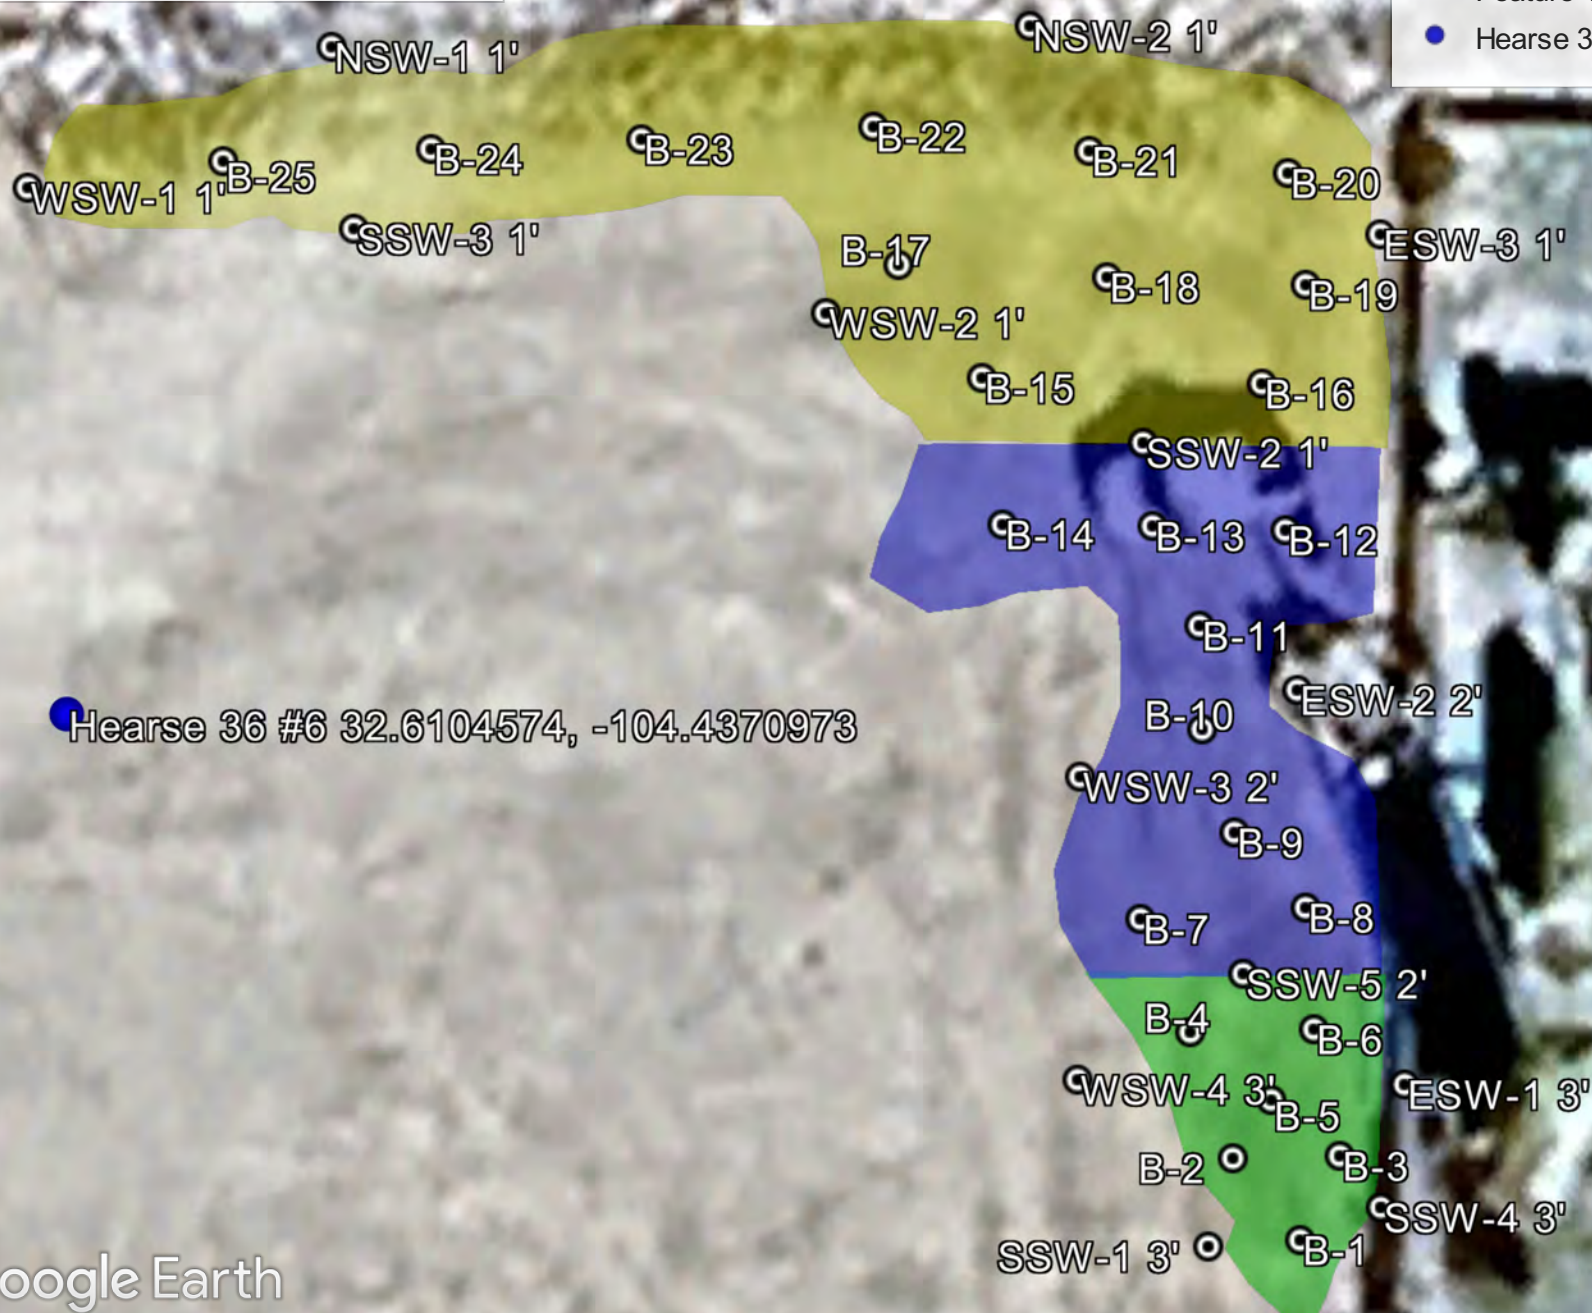 Hearse 3
NSW-1 1'
NSW-2 1'
B-25
B-24
B-23
B-22
B-21
B-20
WSW-1 1'
SSW-3 1'
ESW-3 1'
B-17
B-18
B-19
WSW-2 1'
B-15
B-16
SSW-2 1'
B-14
B-13
B-12
B-11
ESW-2 2'
B-10
Hearse 36 #6 32.6104574, -104.4370973
WSW-3 2'
B-9
B-7
B-8
SSW-5 2'
B-4
B-6
WSW-4 3'
ESW-1 3'
B-5
B-2
B-3
SSW-4 3'
SSW-1 3'
B-1
oogle Earth